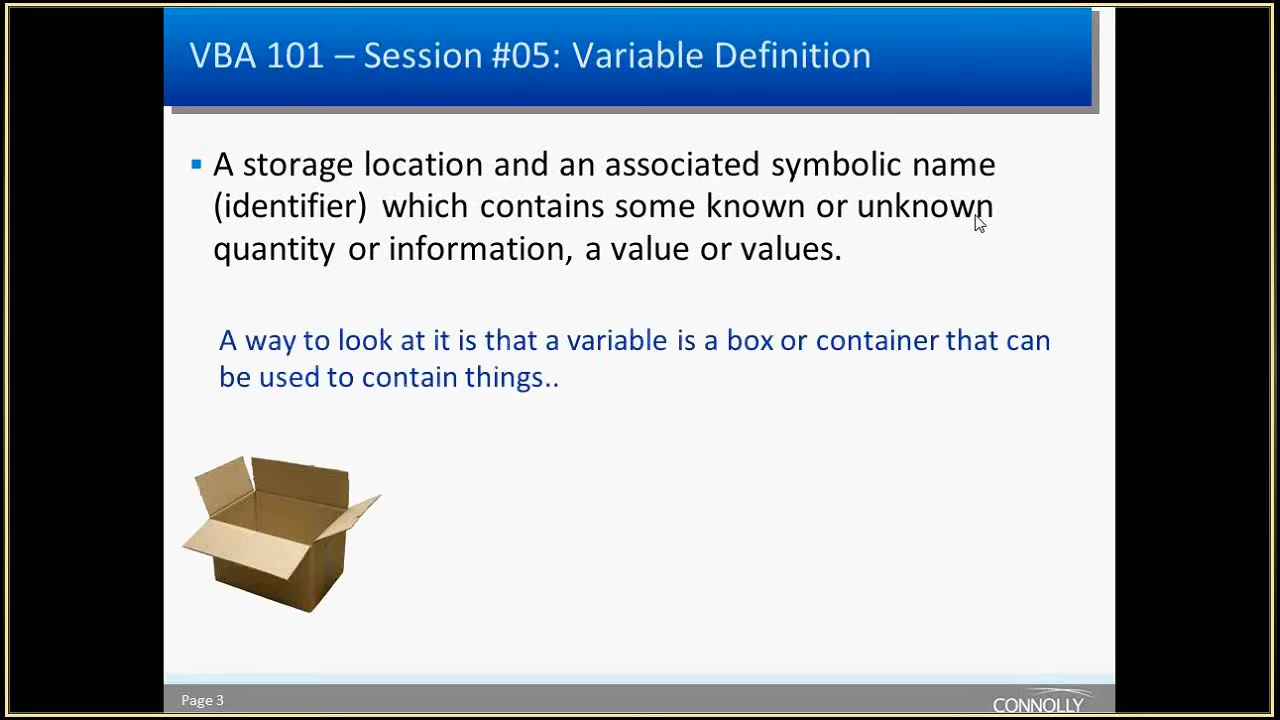 VBA 101 – Session #05: Variable Definition
A storage location and an associated symbolic name
(identifier) which contains some known or unknown
quantity or information, a value or values.
A way to look at it is that a variable is a box or container that can
be used to contain things..
Page 3
CONNOLLY